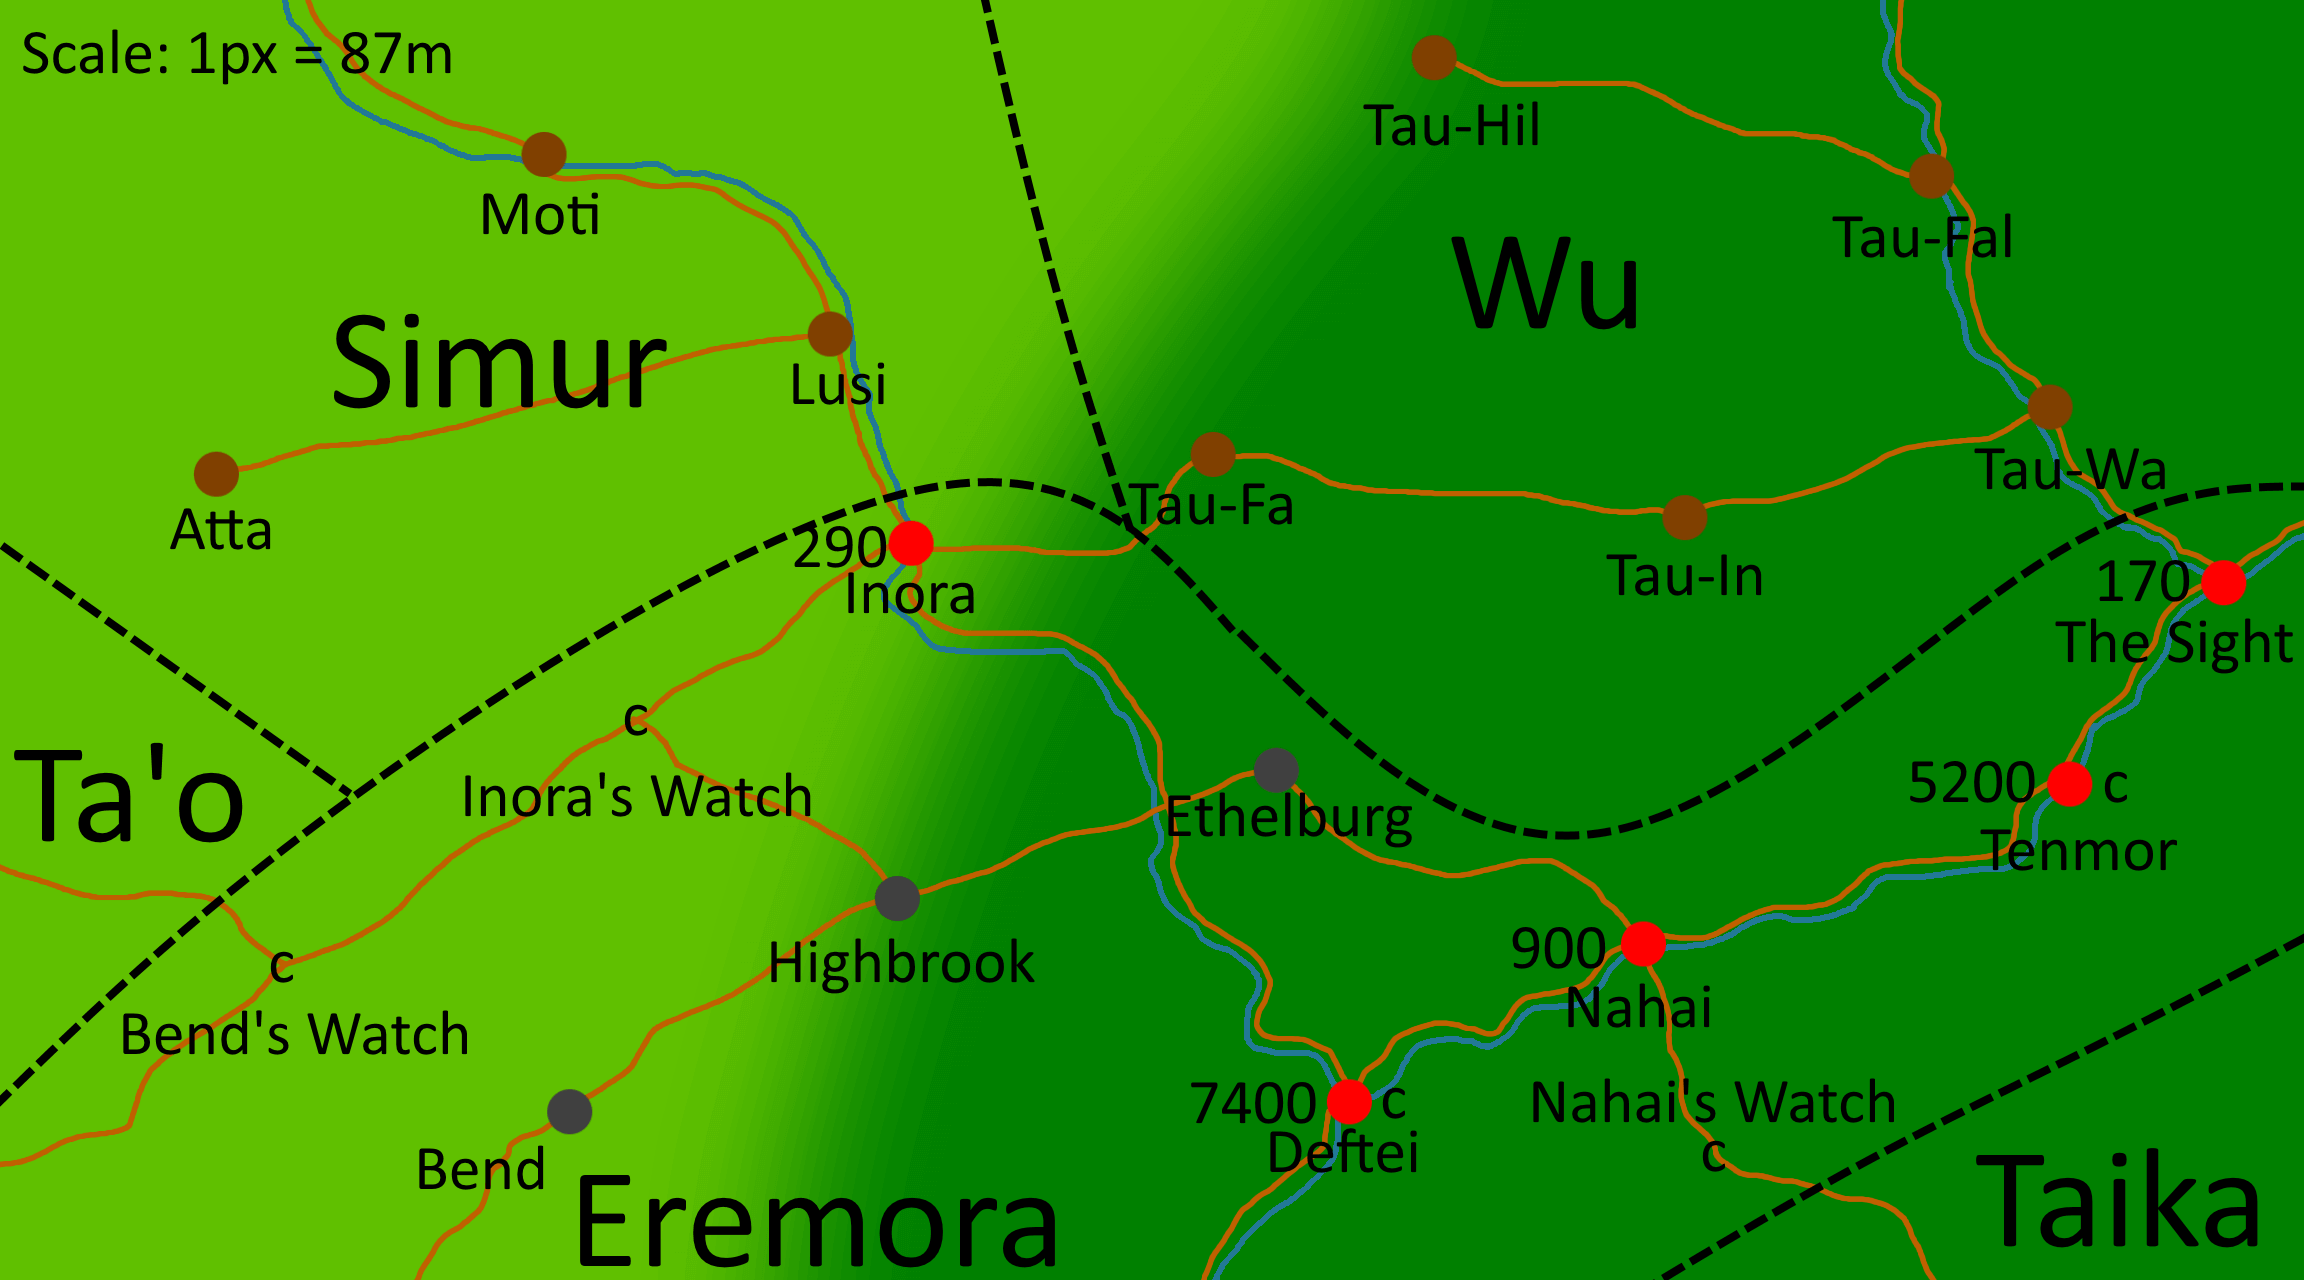 Scale: 1px = 87m
Tau-Hil
Moti
Tau-Fal
Wu
Simur
Lusi
Tau-Wa
Atta
Tau-Fa
290
Inora
Tau-In
170
The Sight
c
Ta'o
Inora's Watch
Ethelburg
5200 c
Tenmor
Highbrook
900
Nahai
c
Bend's Watch
7400 c
Deftei
Nahai's Watch
c
Bend
Eremora
Taika